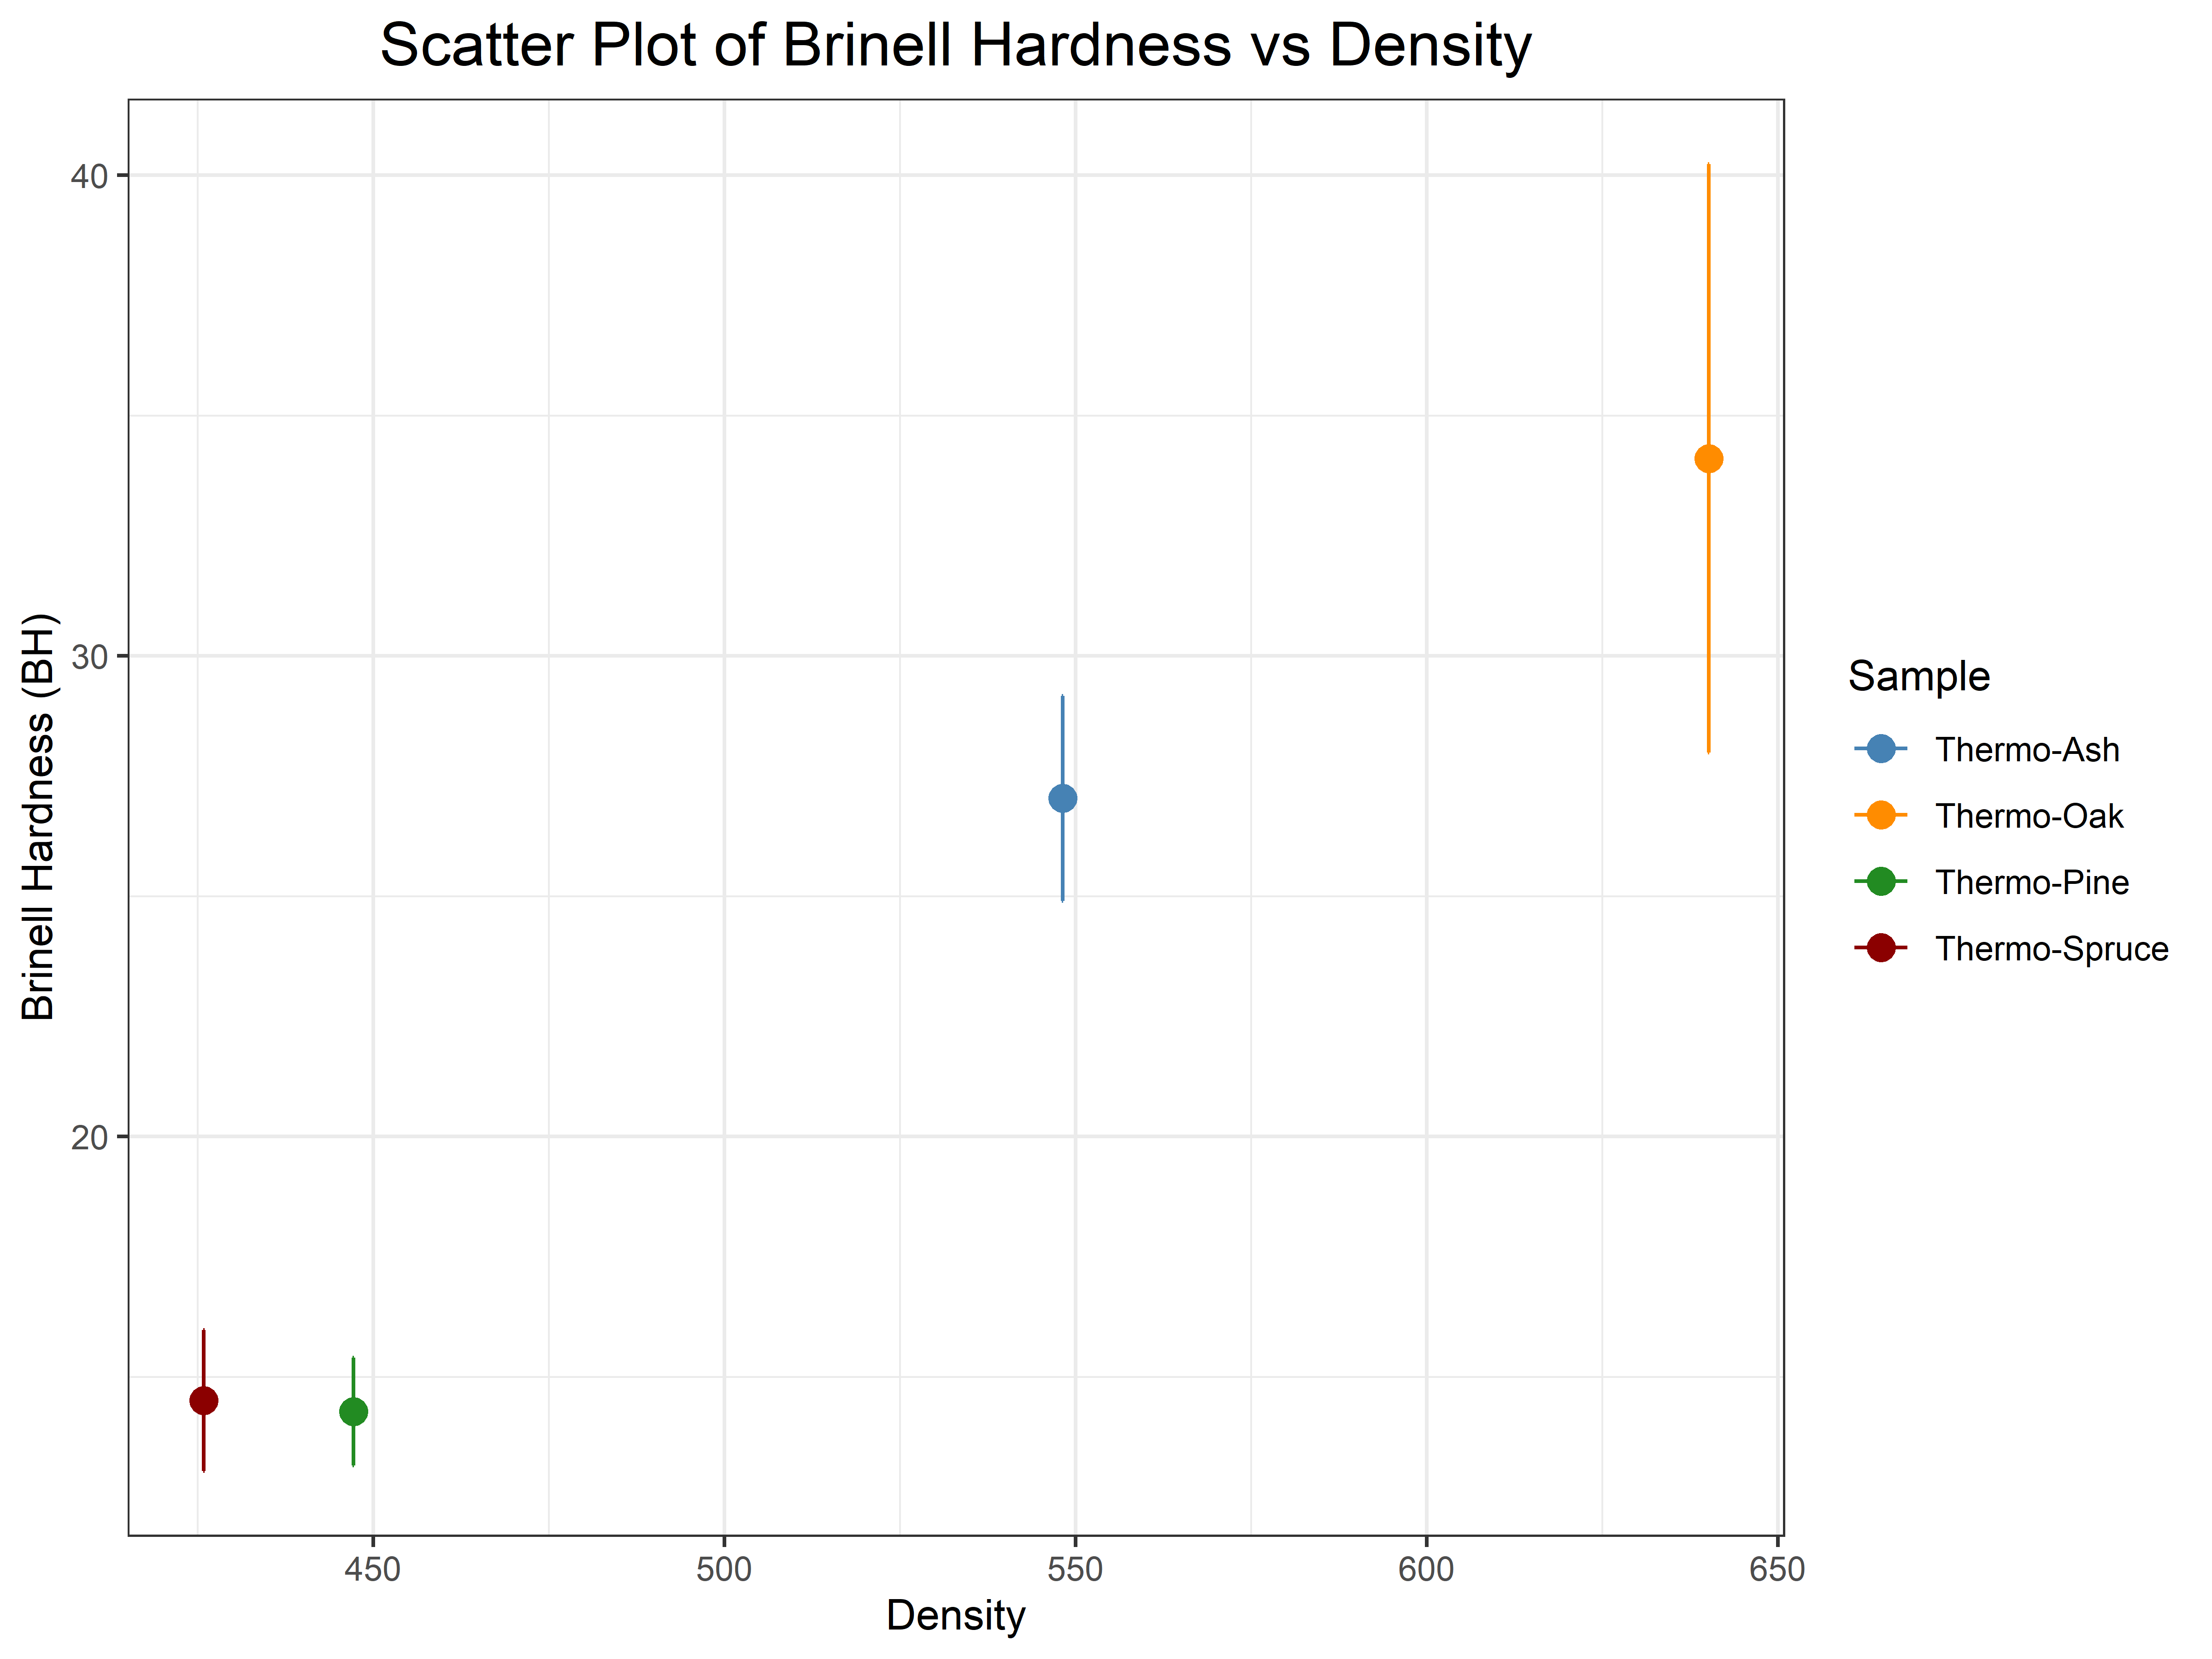 Scatter Plot of Brinell Hardness vs Density
Brinell Hardness (BH)
40
30
20
450
500
550
600
650
Density
Sample
Thermo-Ash
Thermo-Oak
Thermo-Pine
Thermo-Spruce